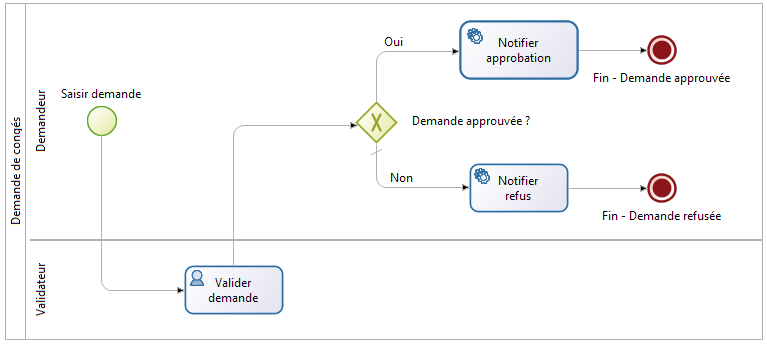 Demande de congés
Demandeur
Saisir demande
Oui
Notifier
approbation
Fin - Demande approuvée
Demande approuvée ?
Non
Notifier
refus
Fin - Demande refusée
Validateur
Valider
demande